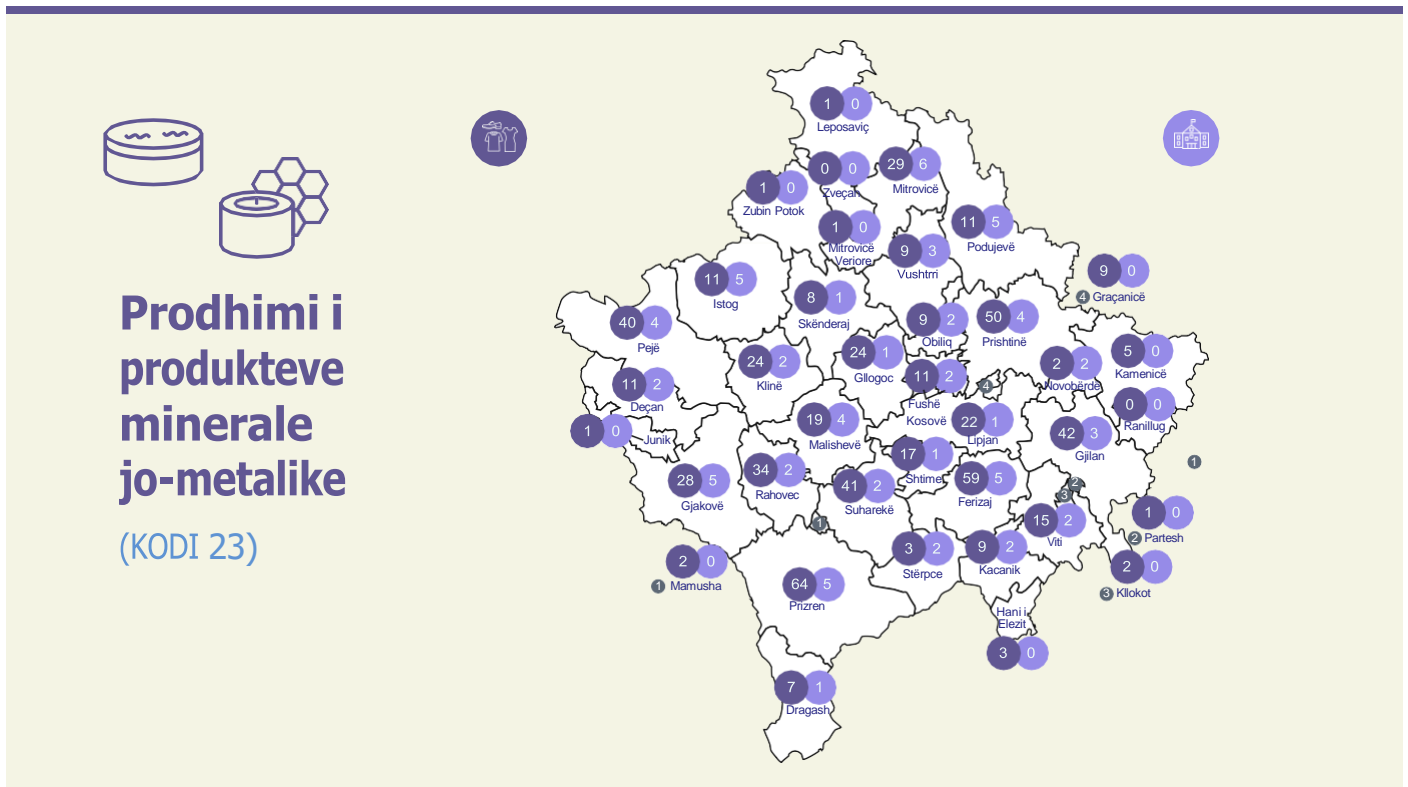 Prodhimi i
produkteve
minerale
jo-metalike
(KODI 23)
1 0
Leposaviç
0 0
Zveçan
29 6
Mitrovicë
1 0
Zubin Potok
1 0
Mitrovicë
Veriore
11 5
Podujevë
9 3
Vushtrri
9 0
4 Graçanicë
11 5
Istog
8 1
Skënderaj
40 4
Pejë
9 2
Obiliq
50 4
Prishtinë
24 2
Klinë
24 1
Gllogoc
2 2
Novobërdë
5 0
Kamenicë
11 2
Deçan
11 2
Fushë
Kosovë
4
0 0
Ranillug
1 0
Junik
19 4
Malishevë
22 1
Lipjan
42 3
Gjilan
17 1
Shtime
1
28 5
Gjakovë
34 2
Rahovec
41 2
Suharekë
59 5
Ferizaj
2
3
1
15 2
Viti
1 0
2 Partesh
2 0
1 Mamusha
3 2
Stërpce
9 2
Kacanik
2 0
3 Kllokot
64 5
Prizren
Hani i
Elezit
3 0
7 1
Dragash